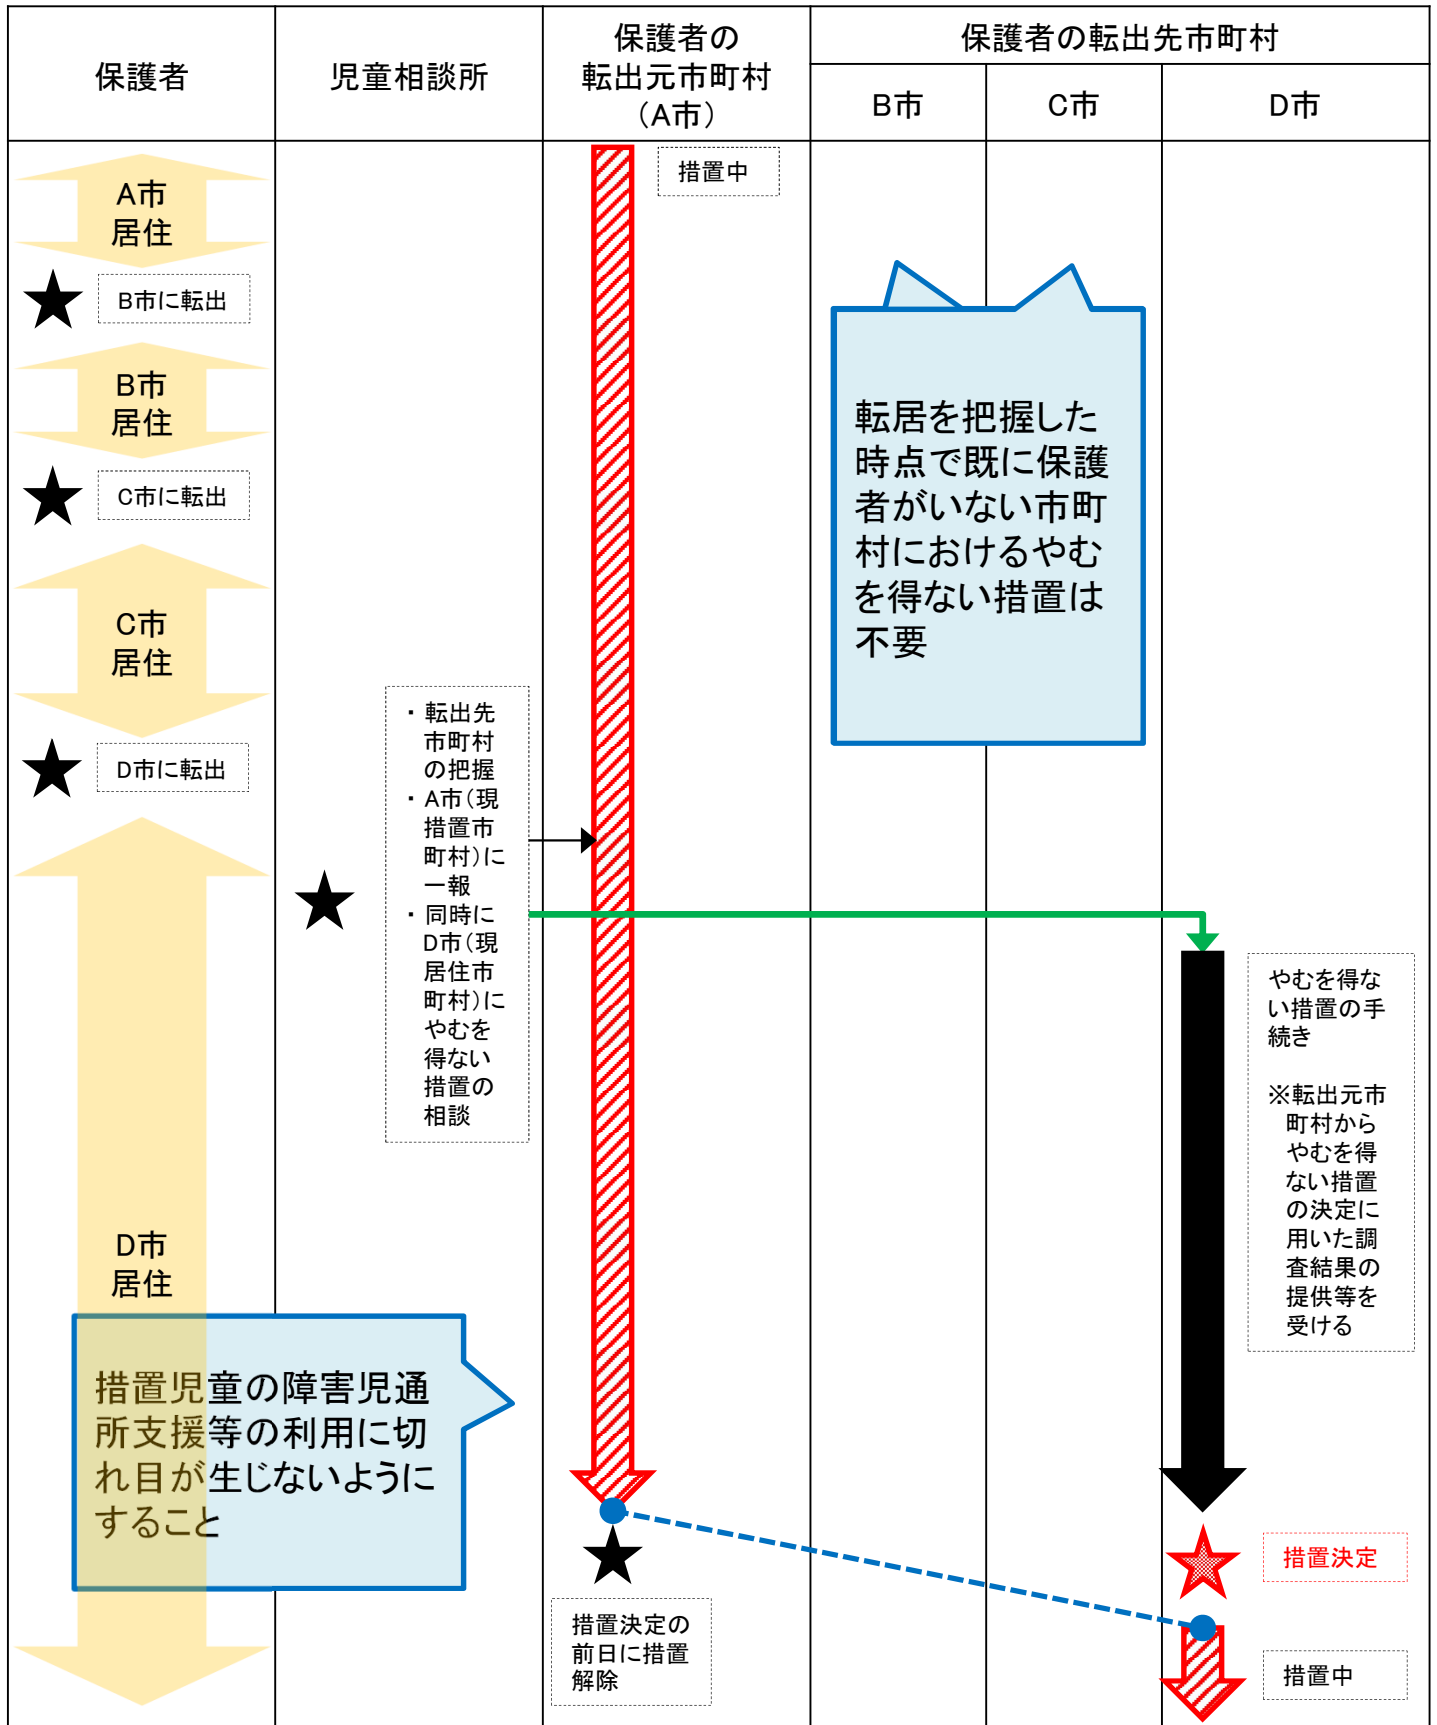 保護者
児童相談所
保護者の
転出元市町村
（A市）
保護者の転出先市町村
B市
C市
D市
A市
居住
B市に転出
B市
居住
C市に転出
C市
居住
D市に転出
D市
居住
・転出先
市町村
の把握
・A市（現
措置市
町村）に
一報
・同時に
D市（現
居住市
町村）に
やむを
得ない
措置の
相談
措置児童の障害児通
所支援等の利用に切
れ目が生じないように
すること
措置中
措置決定の
前日に措置
解除
転居を把握した
時点で既に保護
者がいない市町
村におけるやむ
を得ない措置は
不要
やむを得な
い措置の手
続き
※転出元市
町村から
やむを得
ない措置
の決定に
用いた調
査結果の
提供等を
受ける
措置決定
措置中